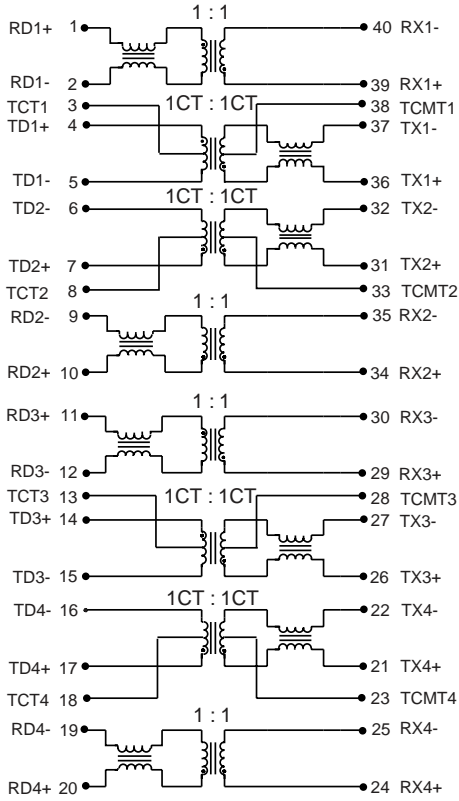 1 : 1
RD1+ 1 40 RX1-
RD1- 2 39 RX1+
TCT1 3 1CT : 1CT 38 TCMT1
TD1+ 4 37 TX1-
TD1- 5 36 TX1+
1CT : 1CT
TD2- 6 32 TX2-
TD2+ 7 31 TX2+
TCT2 8 33 TCMT2
1 : 1
RD2- 9 35 RX2-
RD2+ 10 34 RX2+
1 : 1
RD3+ 11 30 RX3-
RD3- 12 29 RX3+
TCT3 13 1CT : 1CT 28 TCMT3
TD3+ 14 27 TX3-
TD3- 15 26 TX3+
1CT : 1CT
TD4- 16 22 TX4-
TD4+ 17 21 TX4+
TCT4 18 23 TCMT4
1 : 1
RD4- 19 25 RX4-
RD4+ 20 24 RX4+